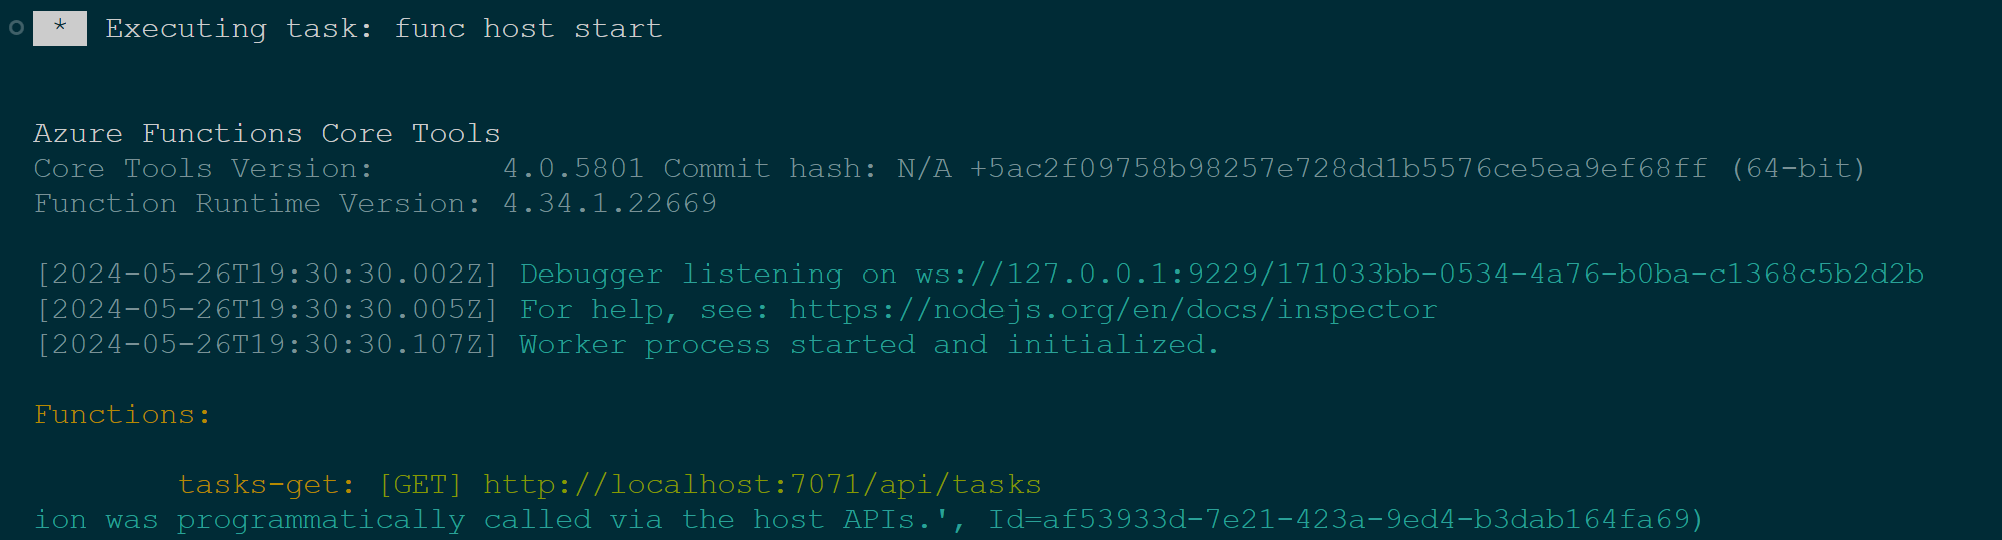 * Executing task: func host start
Azure Functions Core Tools
Core Tools Version:       4.0.5801 Commit hash: N/A +5ac2f09758b98257e728dd1b5576ce5ea9ef68ff (64-bit)
Function Runtime Version: 4.34.1.22669
[2024-05-26T19:30:30.002Z] Debugger listening on ws://127.0.0.1:9229/171033bb-0534-4a76-b0ba-c1368c5b2d2b
[2024-05-26T19:30:30.005Z] For help, see: https://nodejs.org/en/docs/inspector
[2024-05-26T19:30:30.107Z] Worker process started and initialized.
Functions:
tasks-get: [GET] http://localhost:7071/api/tasks
ion was programmatically called via the host APIs.', Id=af53933d-7e21-423a-9ed4-b3dab164fa69)